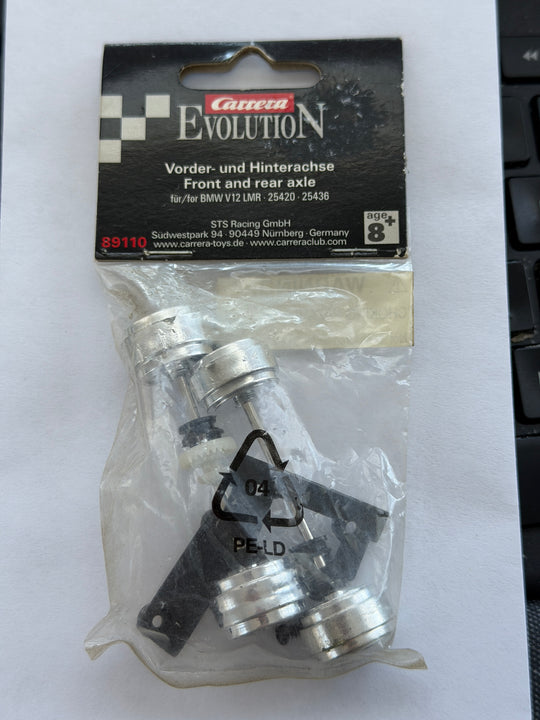 Carrera
EVOLUTION
Vorder- und Hinterachse
Front and rear axle
für/for BMW V12 LMR · 25420 · 25436
STS Racing GmbH
Südwestpark 94 · 90449 Nürnberg · Germany
89110 www.carrera-toys.de · www.carreraclub.com
age
8+
04
PE-LD